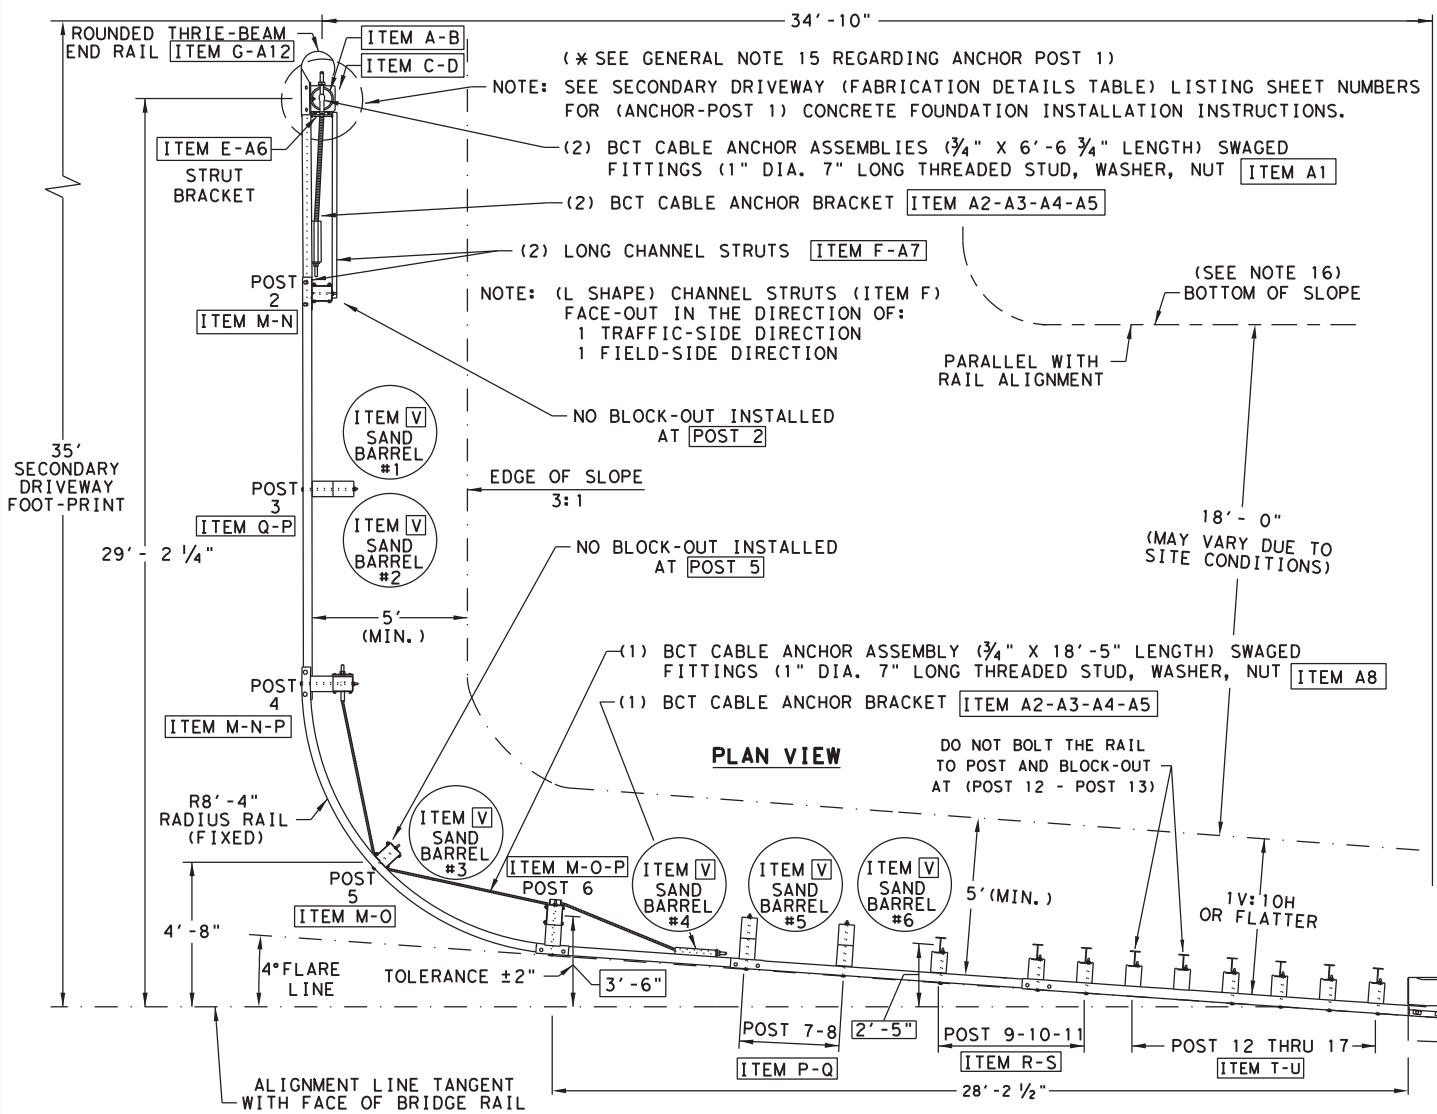 34'-10"
ROUNDED THRIE-BEAM
END RAIL ITEM G-A12
ITEM A-B
ITEM C-D
(* SEE GENERAL NOTE 15 REGARDING ANCHOR POST 1)
NOTE: SEE SECONDARY DRIVEWAY (FABRICATION DETAILS TABLE) LISTING SHEET NUMBERS
FOR (ANCHOR-POST 1) CONCRETE FOUNDATION INSTALLATION INSTRUCTIONS.
ITEM E-A6
STRUT
BRACKET
(2) BCT CABLE ANCHOR ASSEMBLIES (3/4" X 6'-6 3/4" LENGTH) SWAGED
FITTINGS (1" DIA. 7" LONG THREADED STUD, WASHER, NUT ITEM A1
(2) BCT CABLE ANCHOR BRACKET ITEM A2-A3-A4-A5
(2) LONG CHANNEL STRUTS ITEM F-A7
POST
2
ITEM M-N
NOTE: (L SHAPE) CHANNEL STRUTS (ITEM F)
FACE-OUT IN THE DIRECTION OF:
1 TRAFFIC-SIDE DIRECTION
1 FIELD-SIDE DIRECTION
(SEE NOTE 16)
BOTTOM OF SLOPE
PARALLEL WITH
RAIL ALIGNMENT
NO BLOCK-OUT INSTALLED
AT POST 2
ITEM V
SAND
BARREL
#1
35'
SECONDARY
DRIVEWAY
FOOT-PRINT
POST
3
ITEM Q-P
EDGE OF SLOPE
3:1
ITEM V
SAND
BARREL
#2
29'- 2 1/4"
18'- 0"
(MAY VARY DUE TO
SITE CONDITIONS)
NO BLOCK-OUT INSTALLED
AT POST 5
5'
(MIN.)
(1) BCT CABLE ANCHOR ASSEMBLY (3/4" X 18'-5" LENGTH) SWAGED
FITTINGS (1" DIA. 7" LONG THREADED STUD, WASHER, NUT ITEM A8
(1) BCT CABLE ANCHOR BRACKET ITEM A2-A3-A4-A5
POST
4
ITEM M-N-P
PLAN VIEW
DO NOT BOLT THE RAIL
TO POST AND BLOCK-OUT
AT (POST 12 - POST 13)
R8'-4"
RADIUS RAIL
(FIXED)
ITEM V
SAND
BARREL
#3
ITEM M-O-P
POST 6
ITEM V
SAND
BARREL
#4
ITEM V
SAND
BARREL
#5
ITEM V
SAND
BARREL
#6
5'(MIN.)
1V:10H
OR FLATTER
POST
5
ITEM M-O
4'-8"
4° FLARE
LINE
TOLERANCE ±2"
3'-6"
2'-5"
POST 7-8
ITEM P-Q
POST 9-10-11
ITEM R-S
POST 12 THRU 17
ITEM T-U
28'-2 1/2"
ALIGNMENT LINE TANGENT
WITH FACE OF BRIDGE RAIL